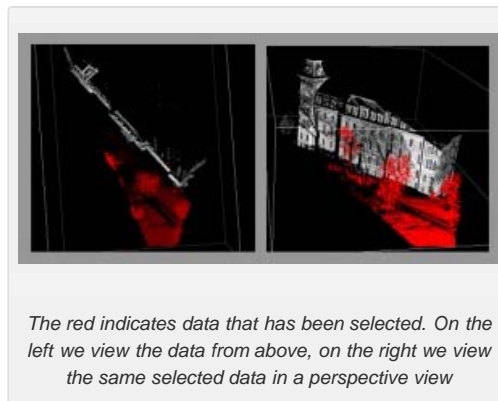 The red indicates data that has been selected. On the
left we view the data from above, on the right we view
the same selected data in a perspective view